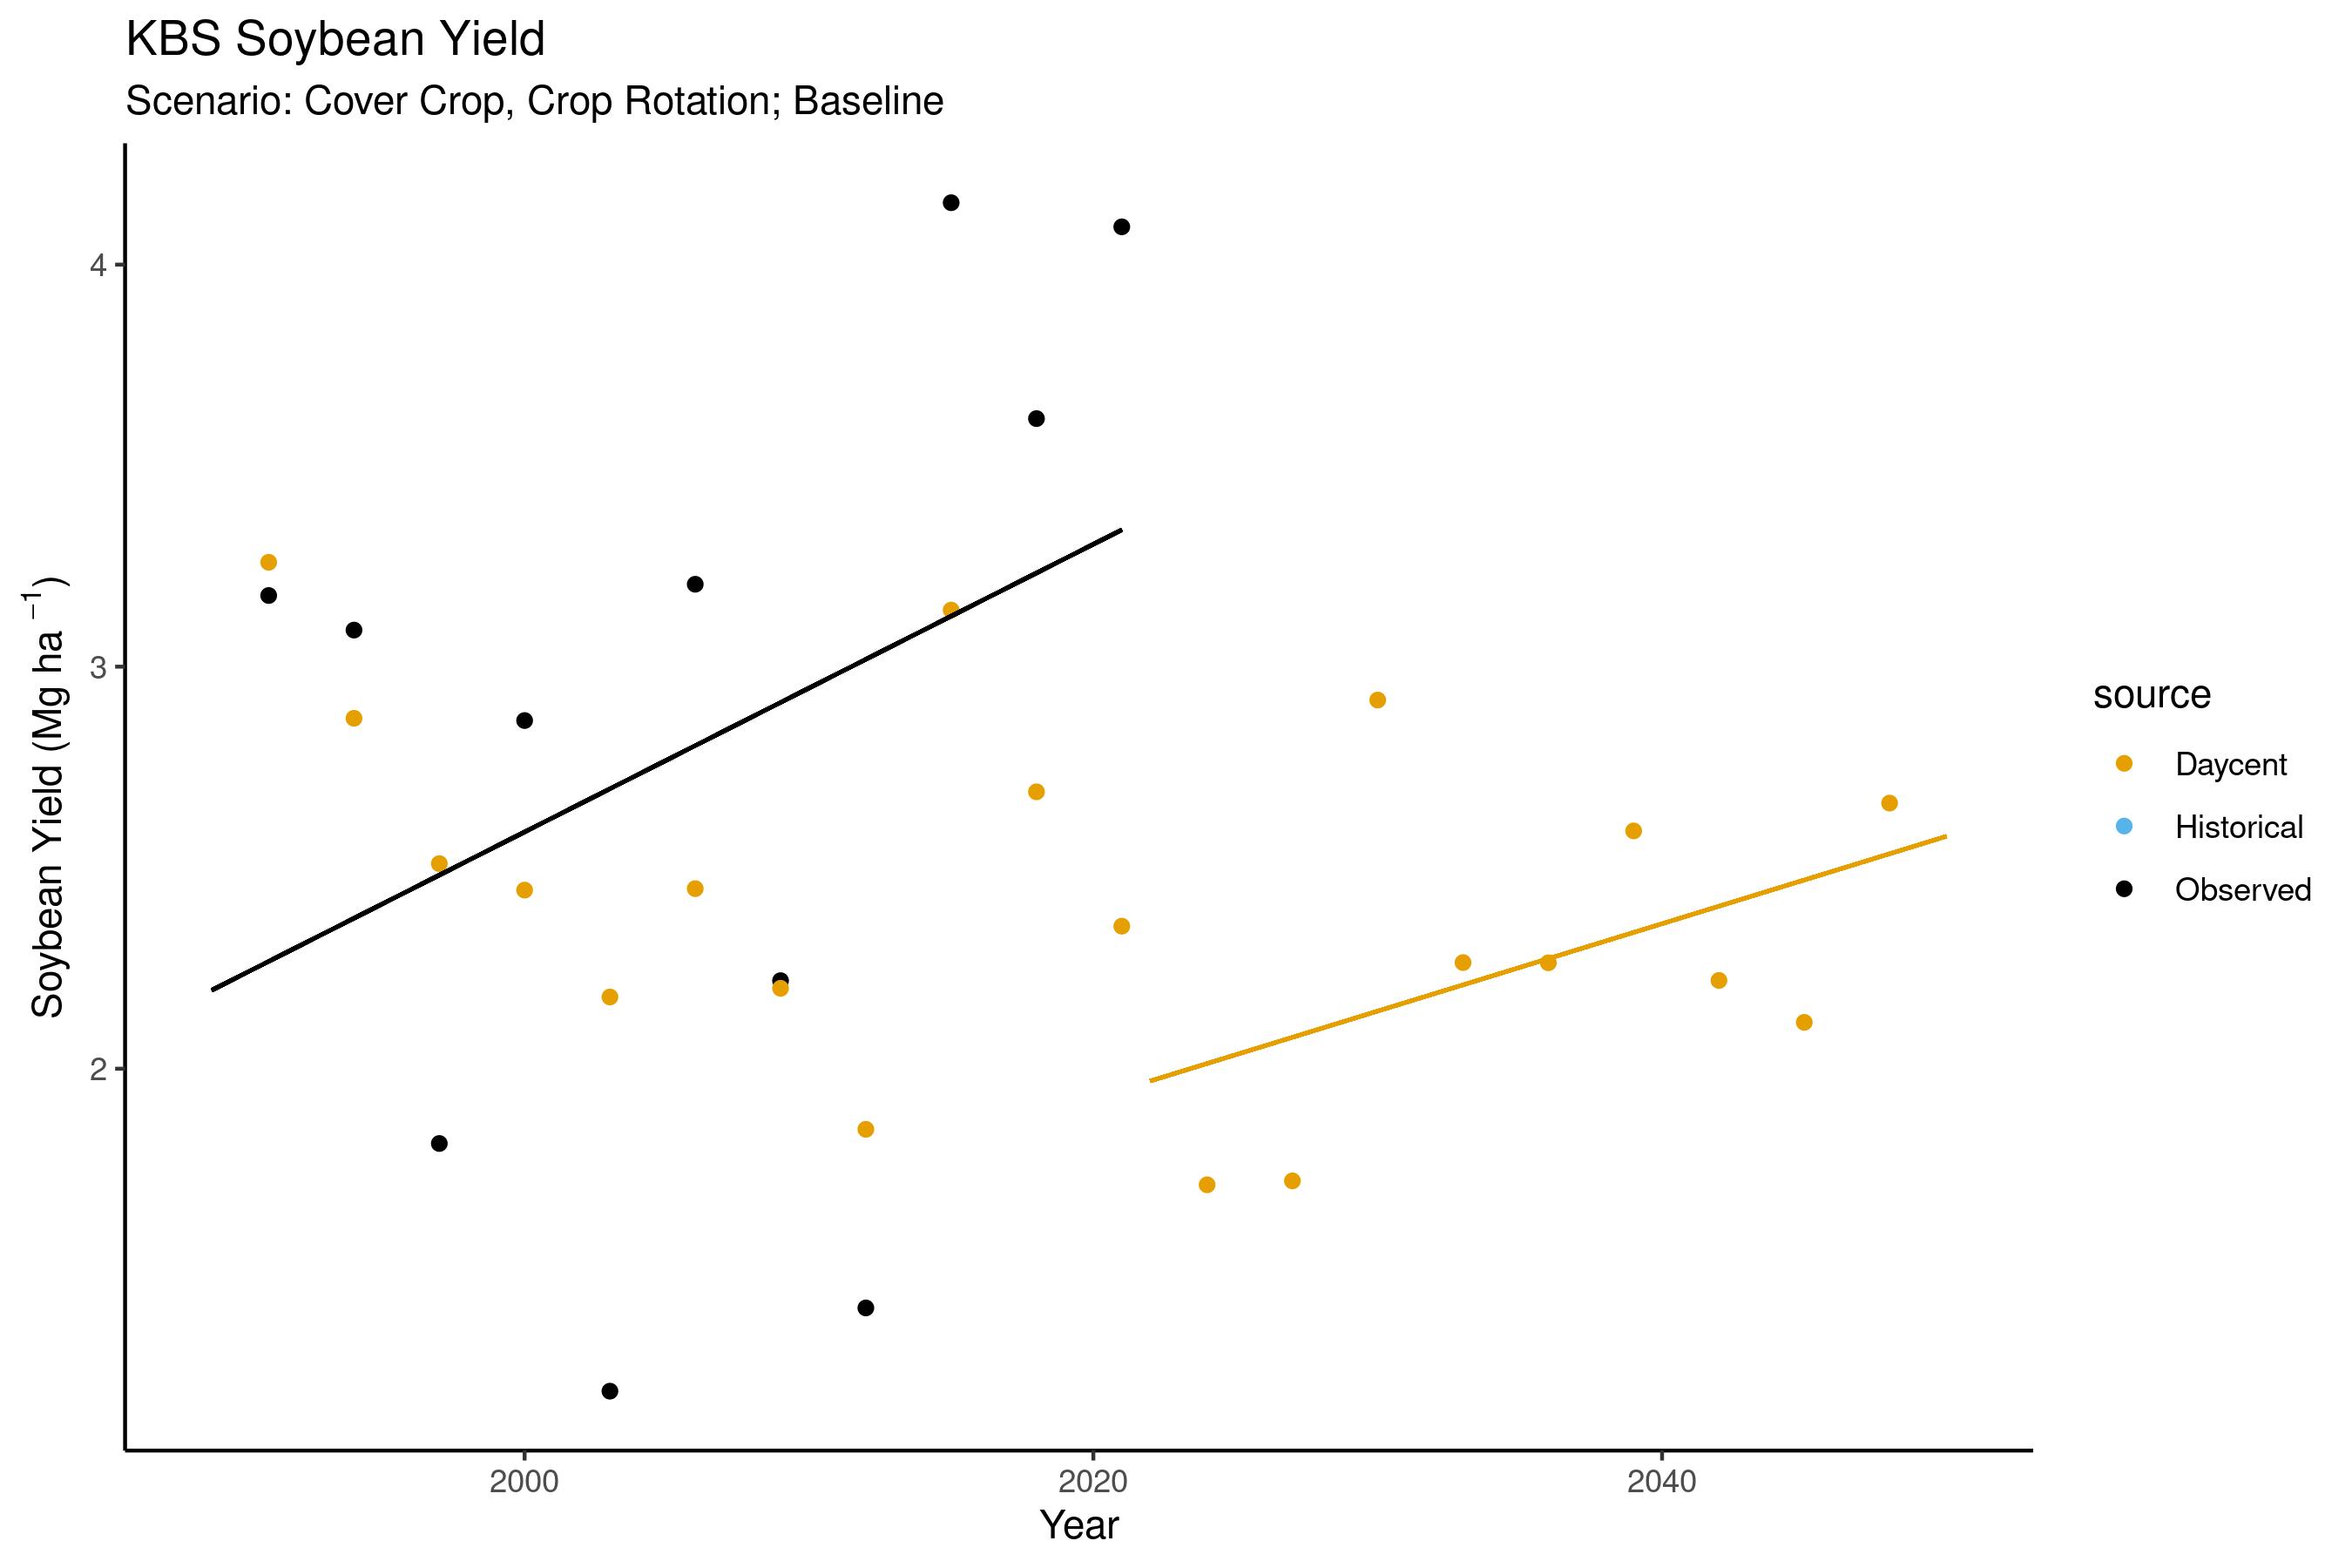 KBS Soybean Yield
Scenario: Cover Crop, Crop Rotation; Baseline
Soybean Yield (Mg ha⁻¹)
4
3
2
2000
2020
2040
Year
source
Daycent
Historical
Observed